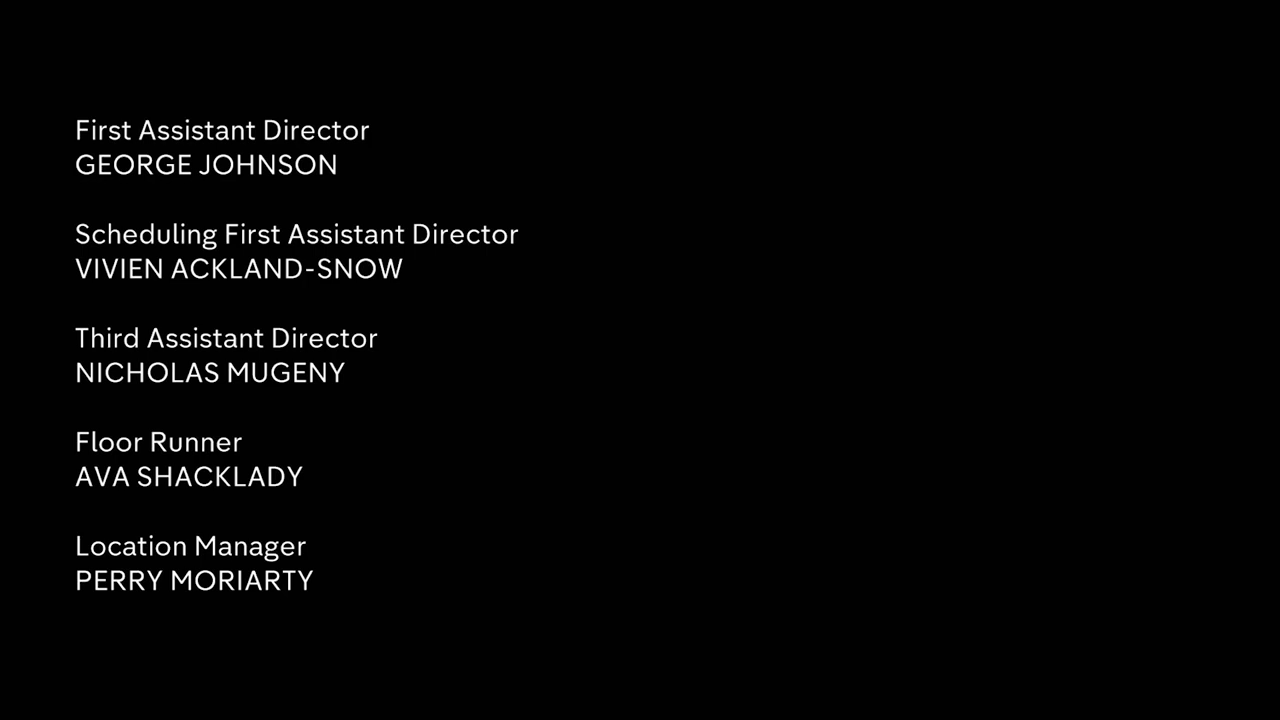 First Assistant Director
GEORGE JOHNSON
Scheduling First Assistant Director
VIVIEN ACKLAND-SNOW
Third Assistant Director
NICHOLAS MUGENY
Floor Runner
AVA SHACKLADY
Location Manager
PERRY MORIARTY